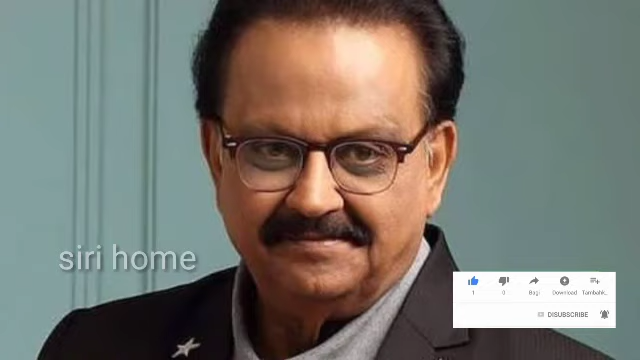 siri home
1
0
Bagi
Download
Tambahk...
DISUBSCRIBE